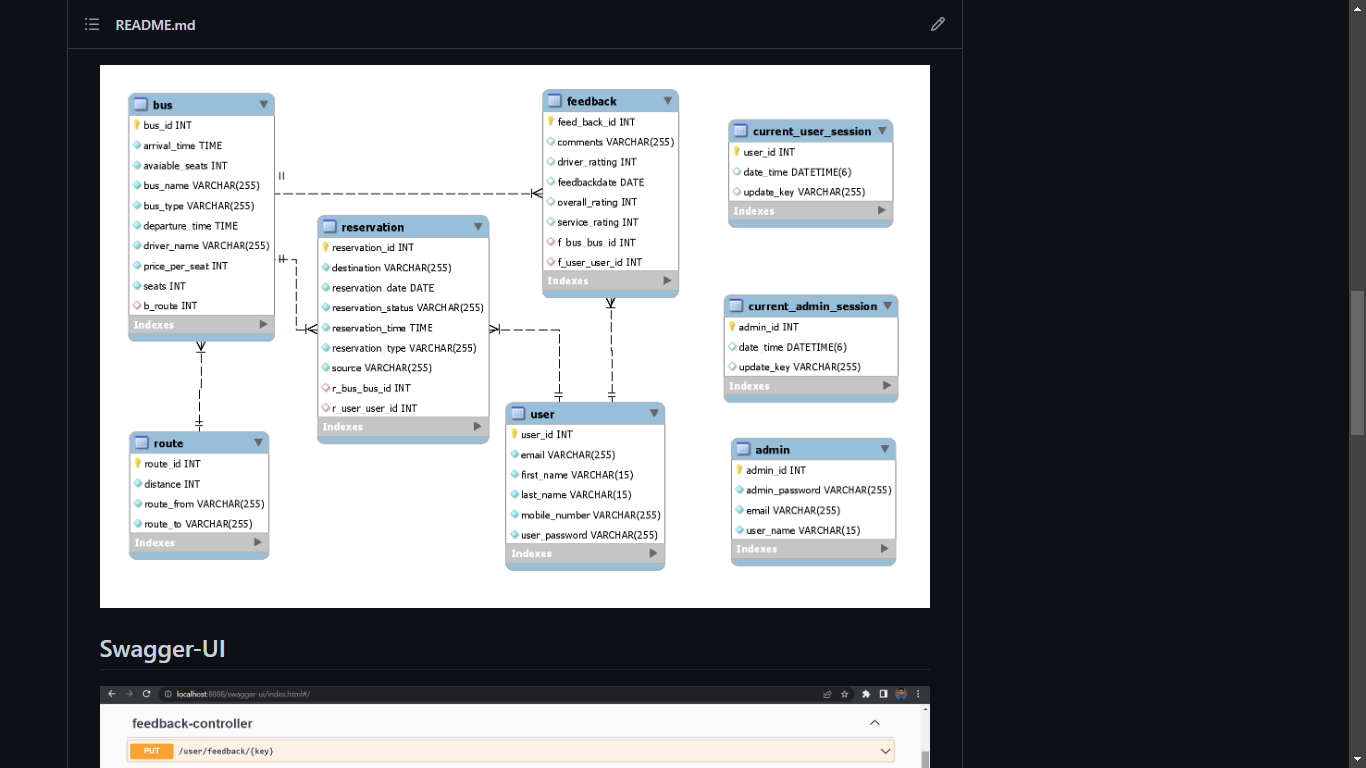 README.md
bus
bus_id INT
arrival_time TIME
avaiable_seats INT
bus_name VARCHAR(255)
bus_type VARCHAR(255)
departure_time TIME
driver_name VARCHAR(255)
price_per_seat INT
seats INT
b_route INT
Indexes
feedback
feed_back_id INT
comments VARCHAR(255)
driver_ratting INT
feedbackdate DATE
overall_rating INT
service_rating INT
f_bus_bus_id INT
f_user_user_id INT
Indexes
current_user_session
user_id INT
date_time DATETIME(6)
update_key VARCHAR(255)
Indexes
reservation
reservation_id INT
destination VARCHAR(255)
reservation_date DATE
reservation_status VARCHAR(255)
reservation_time TIME
reservation_type VARCHAR(255)
source VARCHAR(255)
r_bus_bus_id INT
r_user_user_id INT
Indexes
current_admin_session
admin_id INT
date_time DATETIME(6)
update_key VARCHAR(255)
Indexes
route
route_id INT
distance INT
route_from VARCHAR(255)
route_to VARCHAR(255)
Indexes
user
user_id INT
email VARCHAR(255)
first_name VARCHAR(15)
last_name VARCHAR(15)
mobile_number VARCHAR(255)
user_password VARCHAR(255)
Indexes
admin
admin_id INT
admin_password VARCHAR(255)
email VARCHAR(255)
user_name VARCHAR(15)
Indexes
Swagger-UI
localhost:8888/swagger-ui/index.html#/
feedback-controller
PUT /user/feedback/{key}